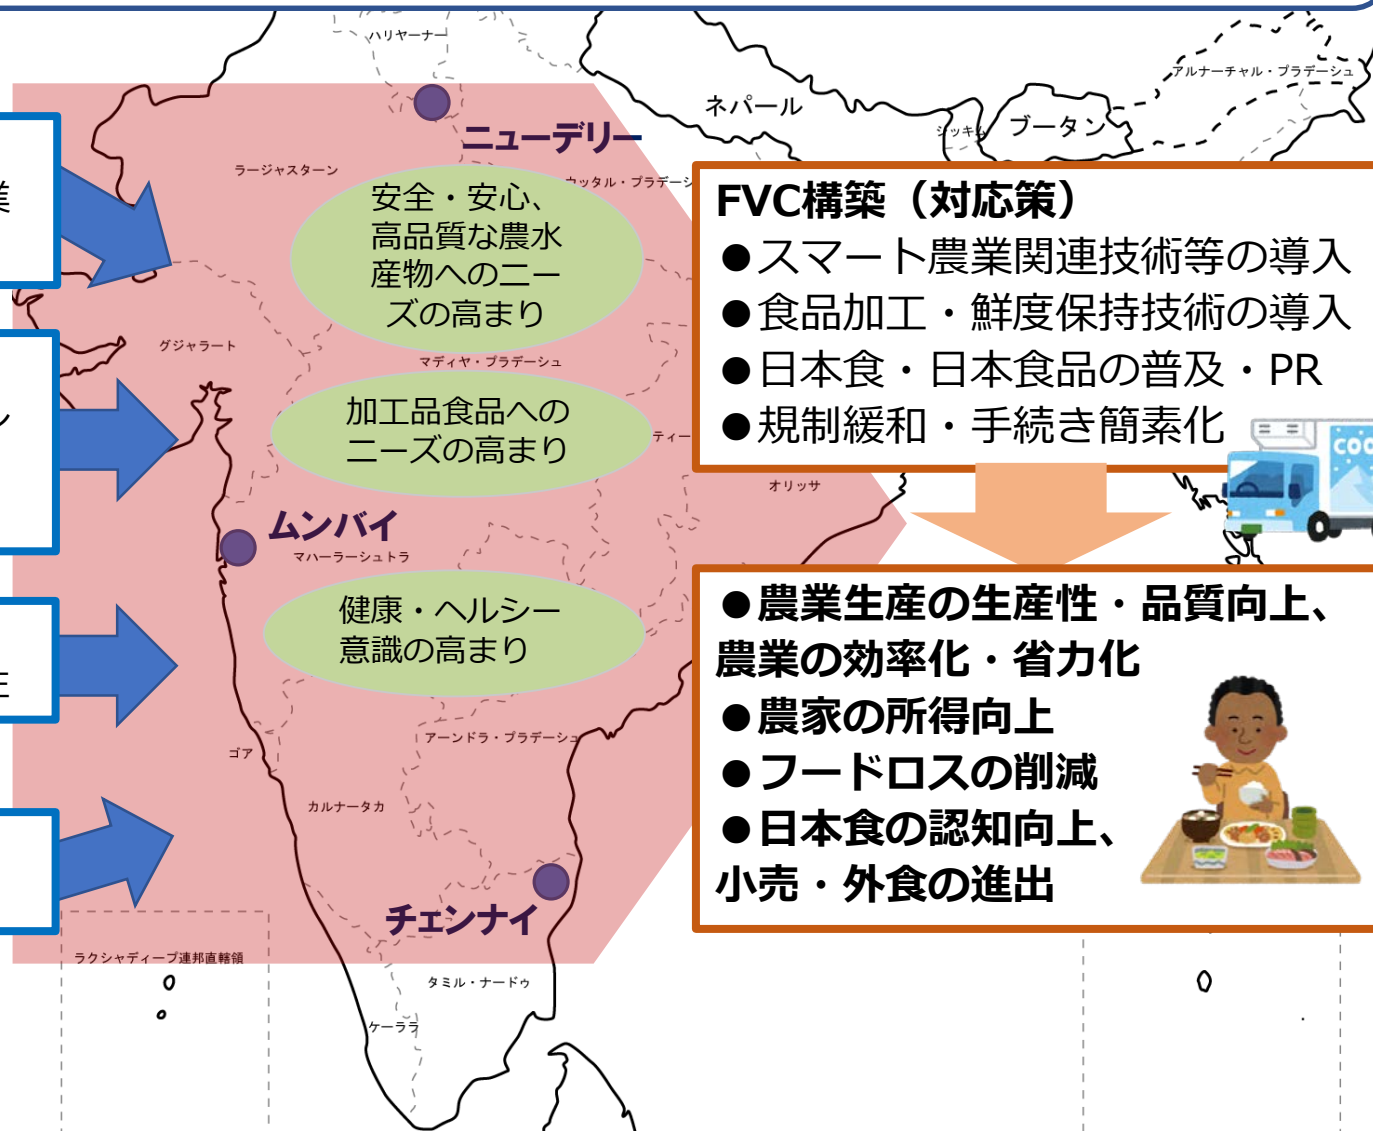 ハリヤーナー
アルナーチャル・プラデーシュ
ネパール
シッキム
ブータン
ニューデリー
ラージャスターン
ウッタル・プラデーシ
業
安全・安心、
高品質な農水
産物へのニー
ズの高まり
FVC構築（対応策）
●スマート農業関連技術等の導入
●食品加工・鮮度保持技術の導入
●日本食・日本食品の普及・PR
●規制緩和・手続き簡素化
グジャラート
マディヤ・プラデーシュ
加工品食品への
ニーズの高まり
ティー
オリッサ
ムンバイ
マハーラーシュトラ
健康・ヘルシー
意識の高まり
●農業生産の生産性・品質向上、
農業の効率化・省力化
●農家の所得向上
●フードロスの削減
●日本食の認知向上、
小売・外食の進出
ゴア
アーンドラ・プラデーシュ
カルナータカ
チェンナイ
ラクシャディープ連邦直轄領
タミル・ナードゥ
ケーララ